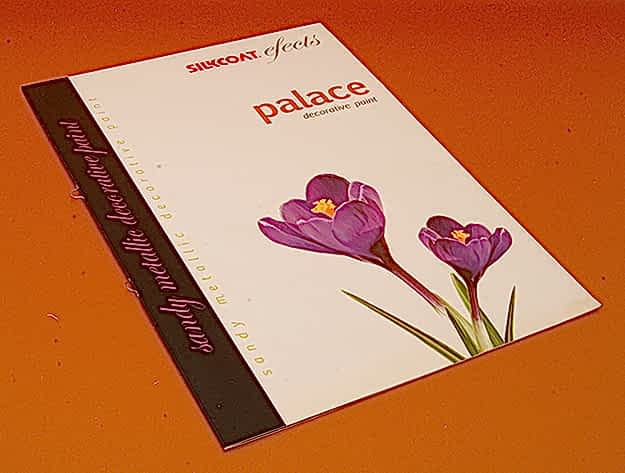 SILKCOAT. efects
palace
decorative paint
sandy metallic decorative paint
sandy metallic decorative paint